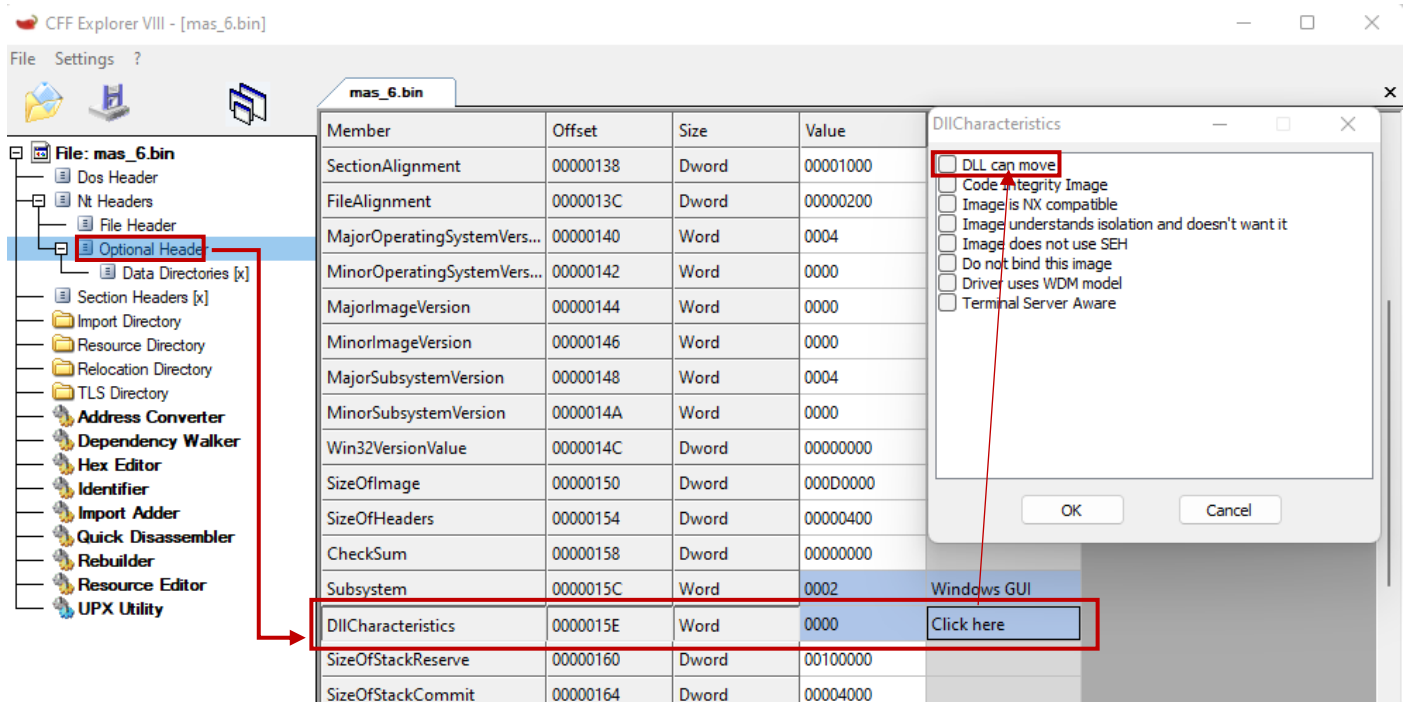 CFF Explorer VIII - [mas_6.bin]
File Settings ?
mas_6.bin
File: mas_6.bin
Dos Header
Nt Headers
File Header
Optional Header
Data Directories [x]
Section Headers [x]
Import Directory
Resource Directory
Relocation Directory
TLS Directory
Address Converter
Dependency Walker
Hex Editor
Identifier
Import Adder
Quick Disassembler
Rebuilder
Resource Editor
UPX Utility
Member Offset Size Value
SectionAlignment 00000138 Dword 00001000
FileAlignment 0000013C Dword 00000200
MajorOperatingSystemVers... 00000140 Word 0004
MinorOperatingSystemVers... 00000142 Word 0000
MajorImageVersion 00000144 Word 0000
MinorImageVersion 00000146 Word 0000
MajorSubsystemVersion 00000148 Word 0004
MinorSubsystemVersion 0000014A Word 0000
Win32VersionValue 0000014C Dword 00000000
SizeOfImage 00000150 Dword 000D0000
SizeOfHeaders 00000154 Dword 00000400
CheckSum 00000158 Dword 00000000
Subsystem 0000015C Word 0002 Windows GUI
DllCharacteristics 0000015E Word 0000 Click here
SizeOfStackReserve 00000160 Dword 00100000
SizeOfStackCommit 00000164 Dword 00004000
DllCharacteristics
DLL can move
Code Integrity Image
Image is NX compatible
Image understands isolation and doesn't want it
Image does not use SEH
Do not bind this image
Driver uses WDM model
Terminal Server Aware
OK Cancel